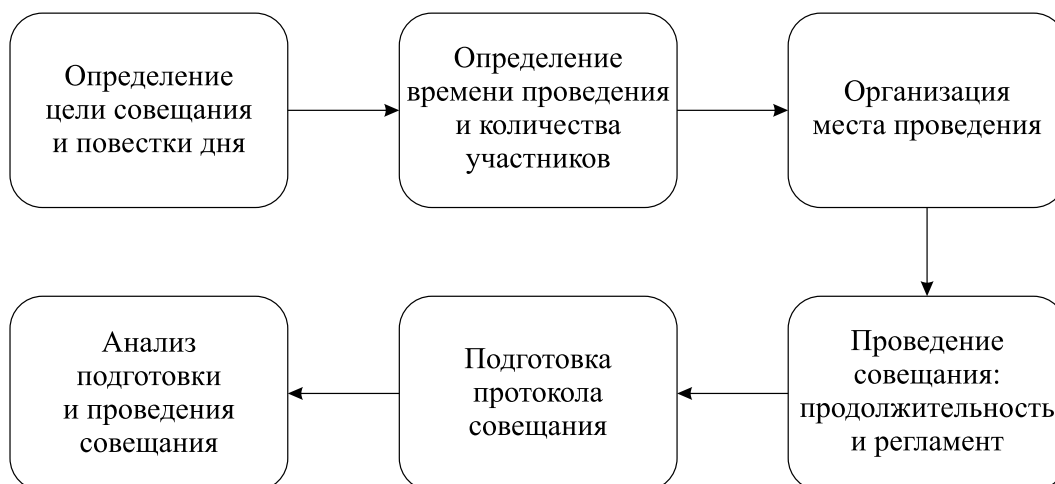 Определение
цели совещания
и повестки дня
Определение
времени проведения
и количества
участников
Организация
места проведения
Проведение
совещания:
продолжительность
и регламент
Подготовка
протокола
совещания
Анализ
подготовки
и проведения
совещания